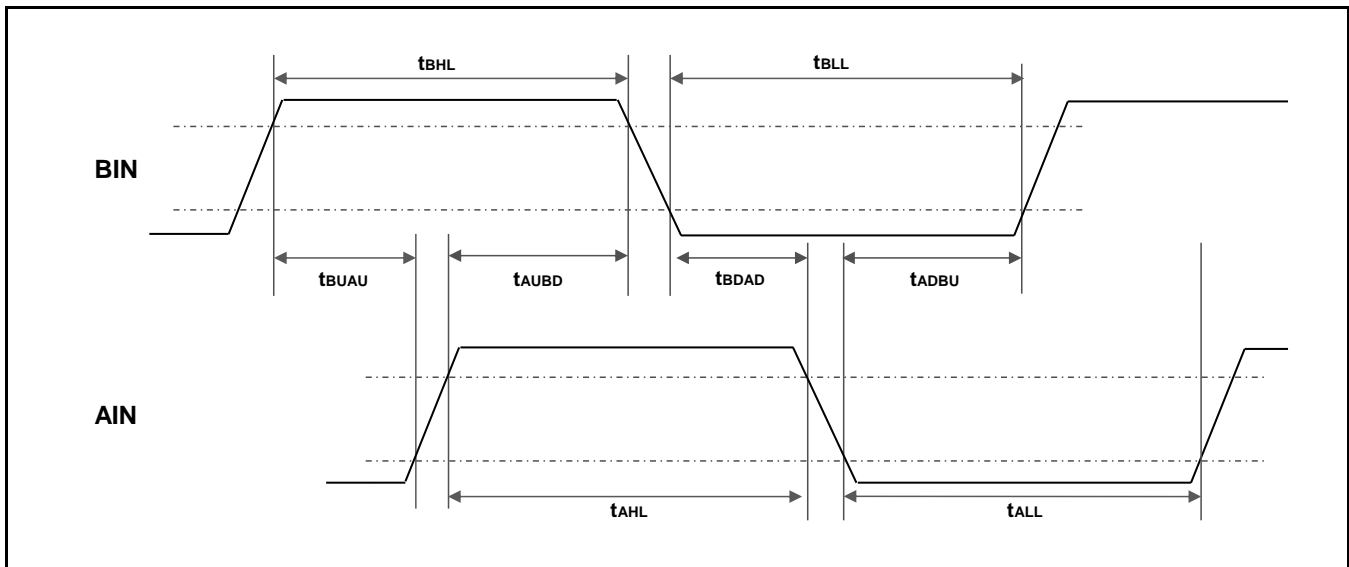 tBHL
tBLL
BIN
tBUAU
tAUBD
tBDAD
tADBU
AIN
tAHL
tALL